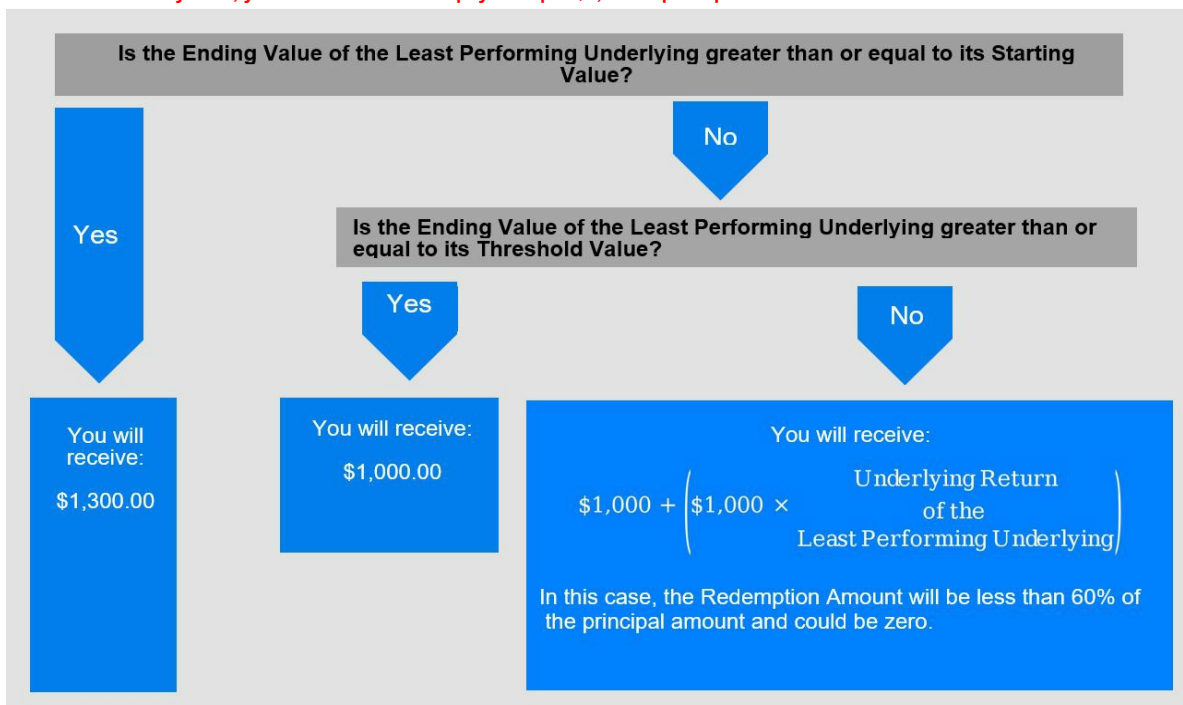 Is the Ending Value of the Least Performing Underlying greater than or equal to its Starting
Value?
No
Yes
Is the Ending Value of the Least Performing Underlying greater than or
equal to its Threshold Value?
Yes
No
You will
receive:
$1,300.00
You will receive:
$1,000.00
You will receive:
$1,000 + ($1,000 ×
Underlying Return
of the
Least Performing Underlying)
In this case, the Redemption Amount will be less than 60% of
the principal amount and could be zero.